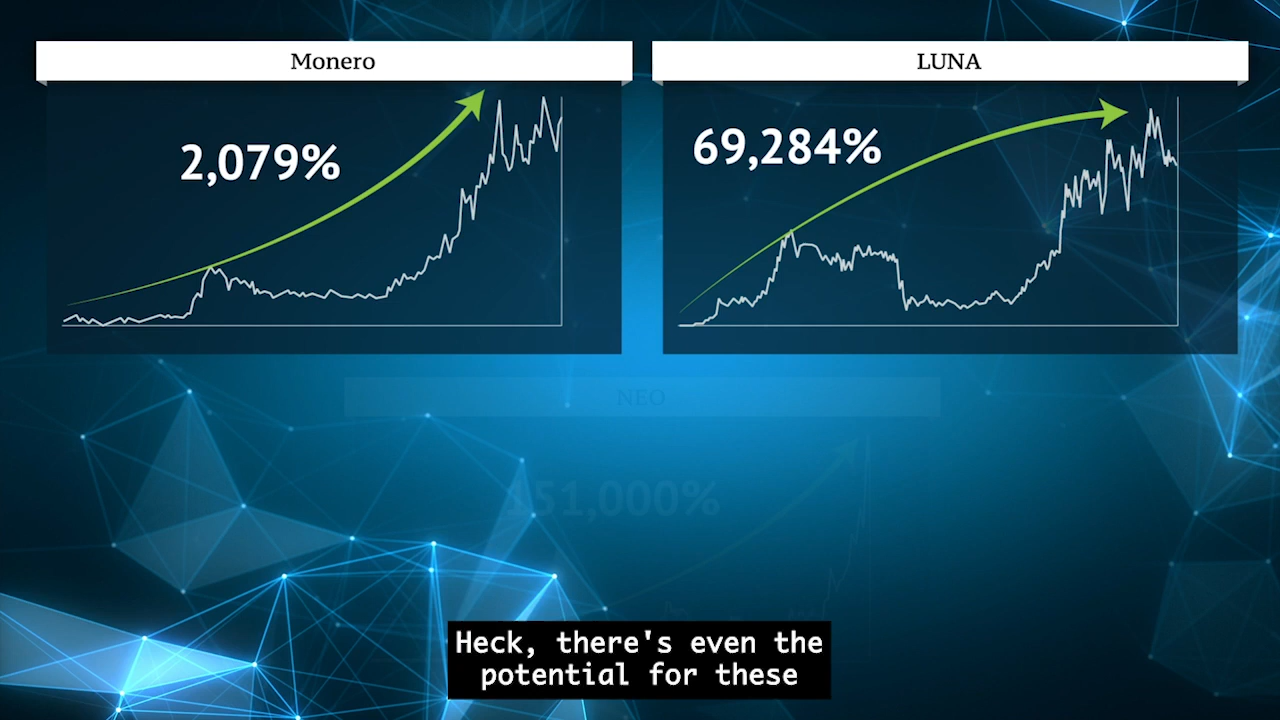 Monero
LUNA
2,079%
69,284%
NEO
151,000%
Heck, there's even the
potential for these